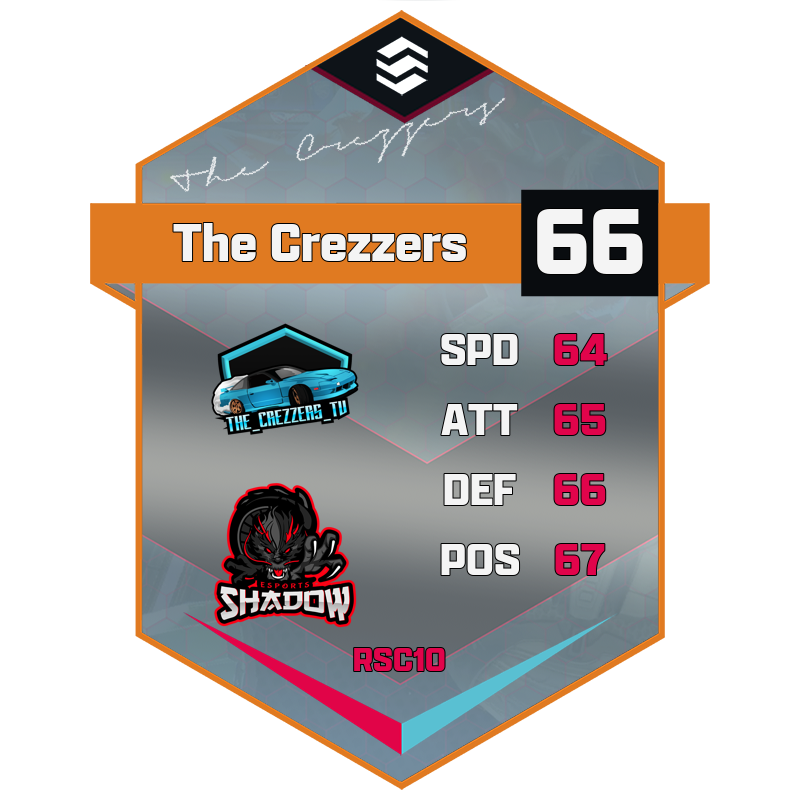 The Crezzers
The Crezzers 66
THE_CREZZERS_TV
SPD 64
ATT 65
DEF 66
POS 67
ESPORTS
SHADOW
RSC10